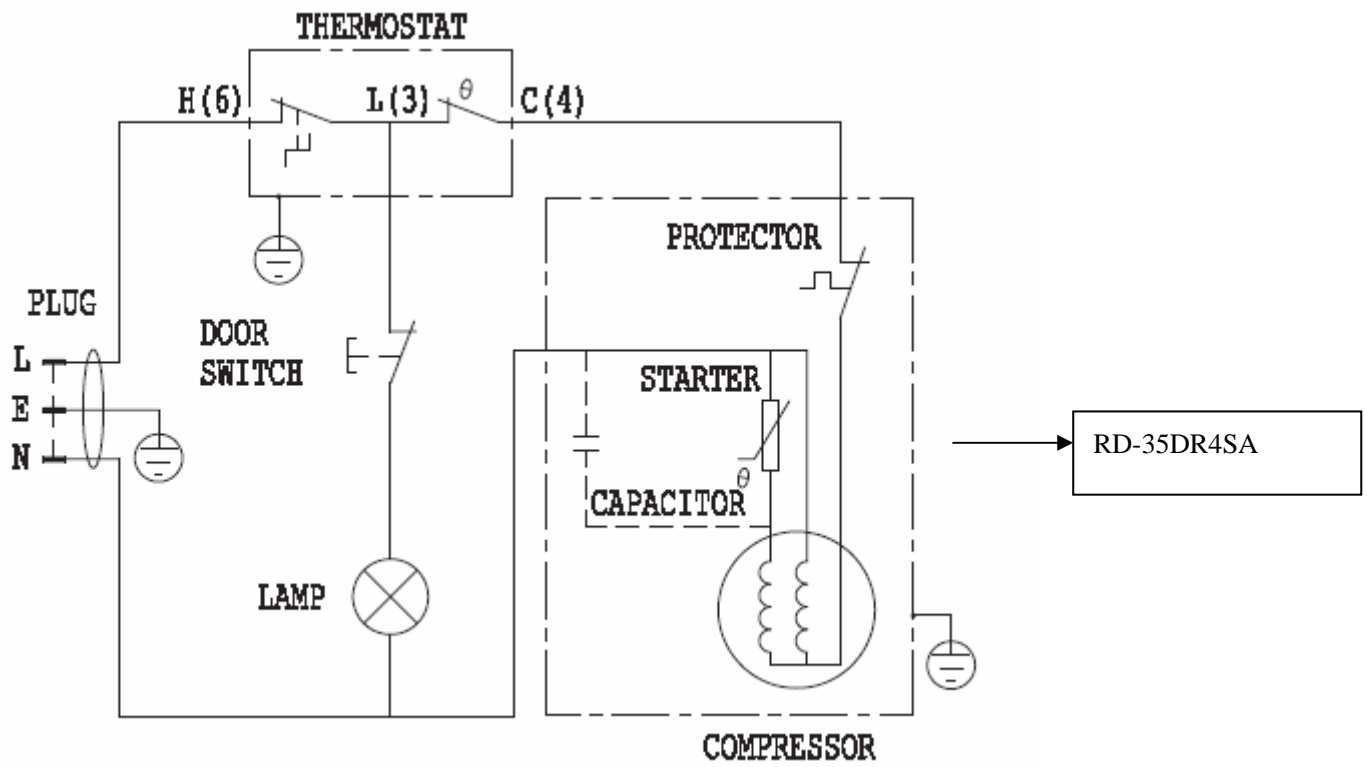 THERMOSTAT
H(6)
L(3)
θ
C(4)
PROTECTOR
PLUG
L
E
N
DOOR
SWITCH
STARTER
θ
CAPACITOR
RD-35DR4SA
LAMP
COMPRESSOR